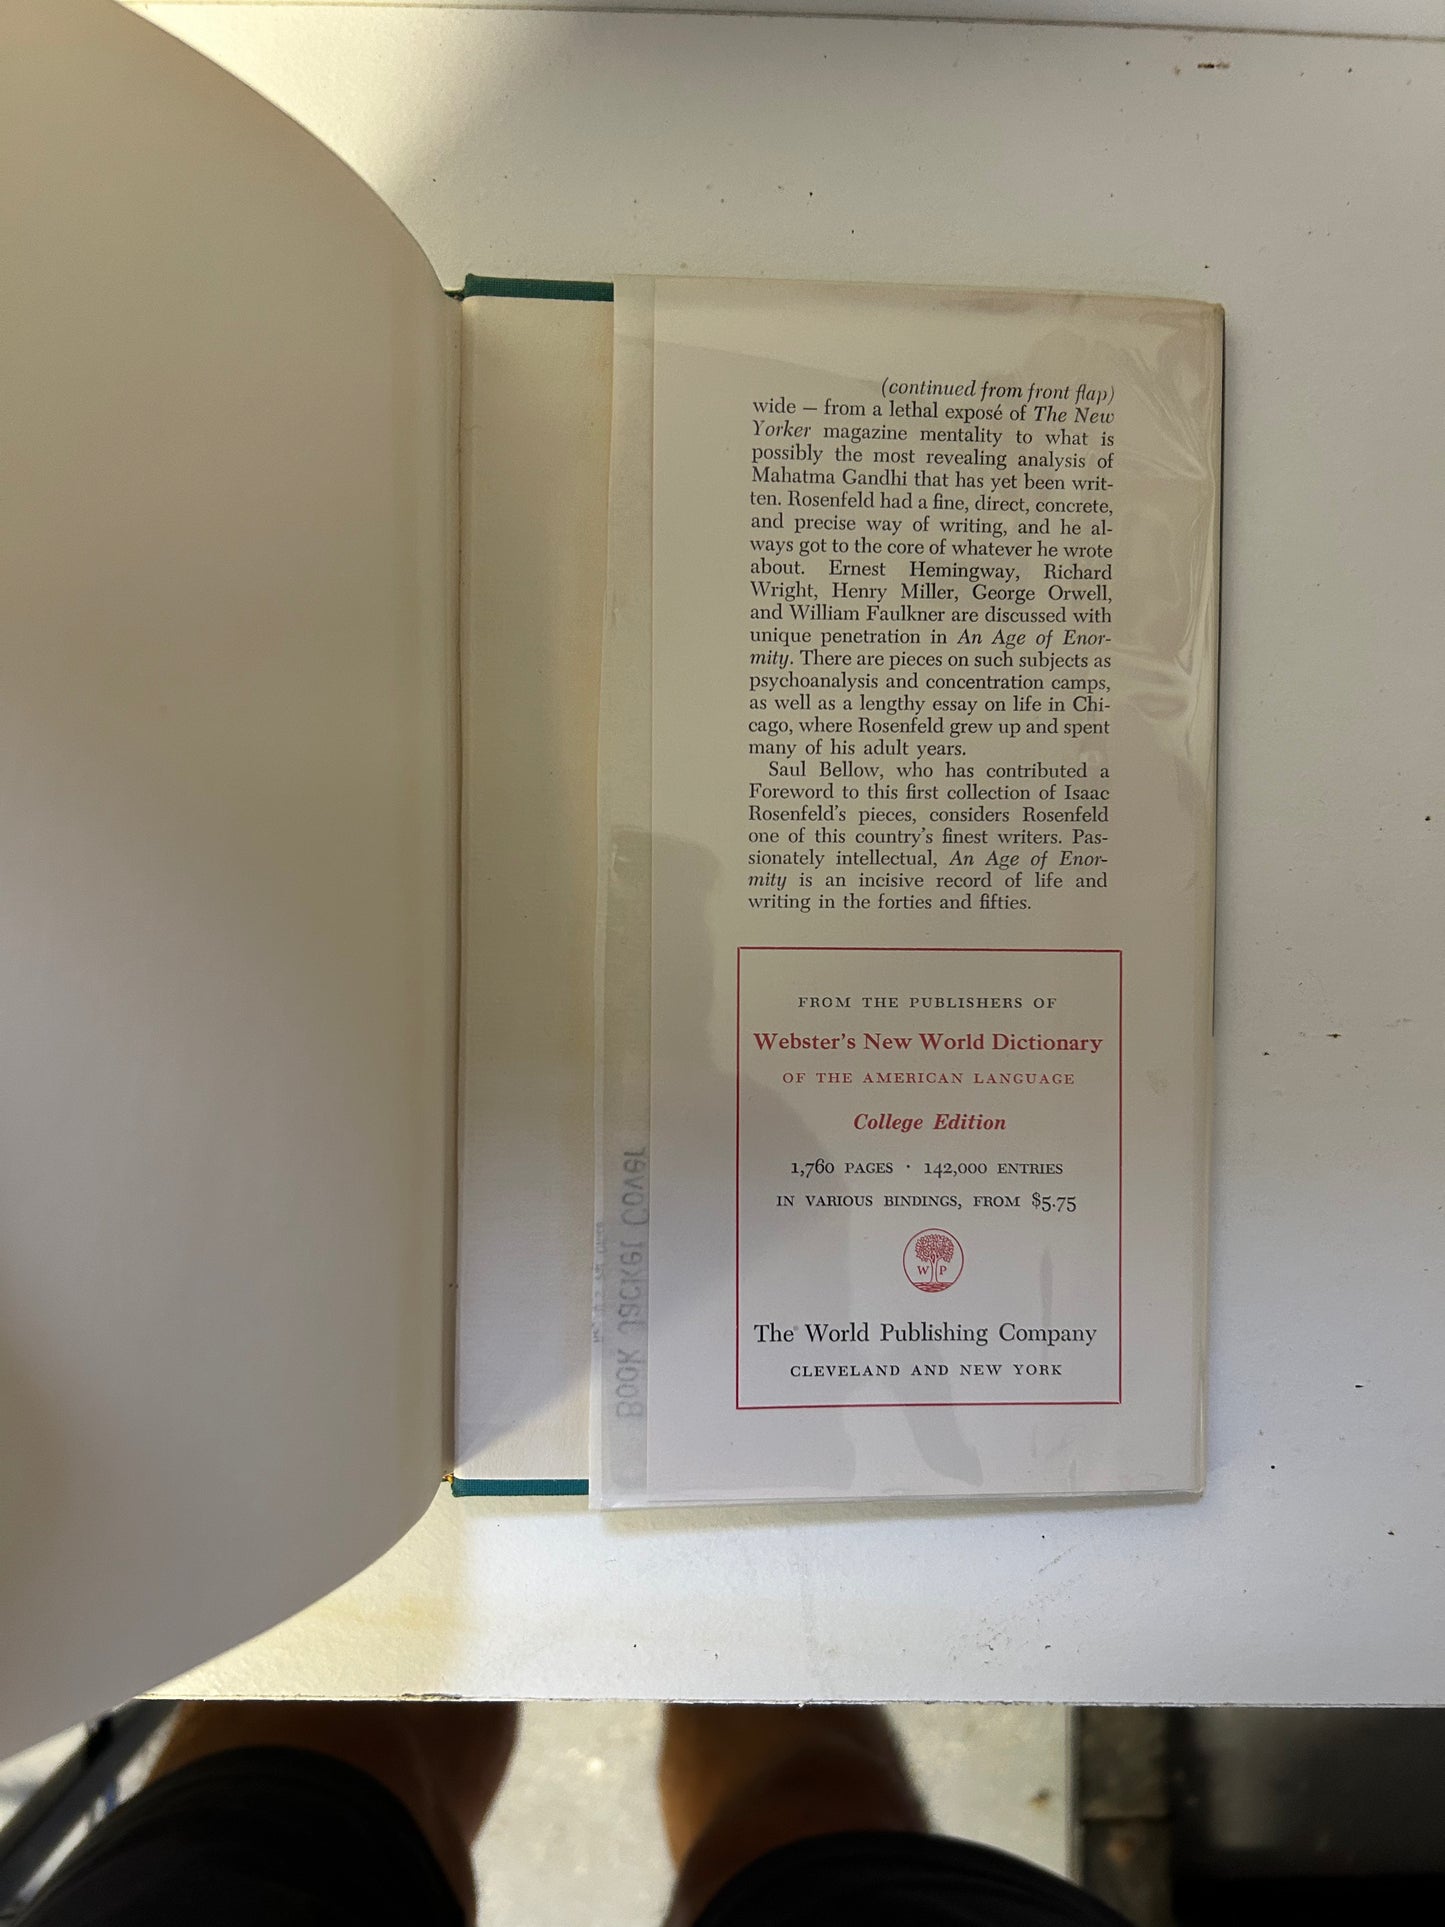 (continued from front flap)
wide — from a lethal exposé of The New
Yorker magazine mentality to what is
possibly the most revealing analysis of
Mahatma Gandhi that has yet been writ-
ten. Rosenfeld had a fine, direct, concrete,
and precise way of writing, and he al-
ways got to the core of whatever he wrote
about. Ernest Hemingway, Richard
Wright, Henry Miller, George Orwell,
and William Faulkner are discussed with
unique penetration in An Age of Enor-
mity. There are pieces on such subjects as
psychoanalysis and concentration camps,
as well as a lengthy essay on life in Chi-
cago, where Rosenfeld grew up and spent
many of his adult years.
Saul Bellow, who has contributed a
Foreword to this first collection of Isaac
Rosenfeld's pieces, considers Rosenfeld
one of this country's finest writers. Pas-
sionately intellectual, An Age of Enor-
mity is an incisive record of life and
writing in the forties and fifties.
FROM THE PUBLISHERS OF
Webster's New World Dictionary
OF THE AMERICAN LANGUAGE
College Edition
1,760 PAGES · 142,000 ENTRIES
IN VARIOUS BINDINGS, FROM $5.75
W P
The World Publishing Company
CLEVELAND AND NEW YORK